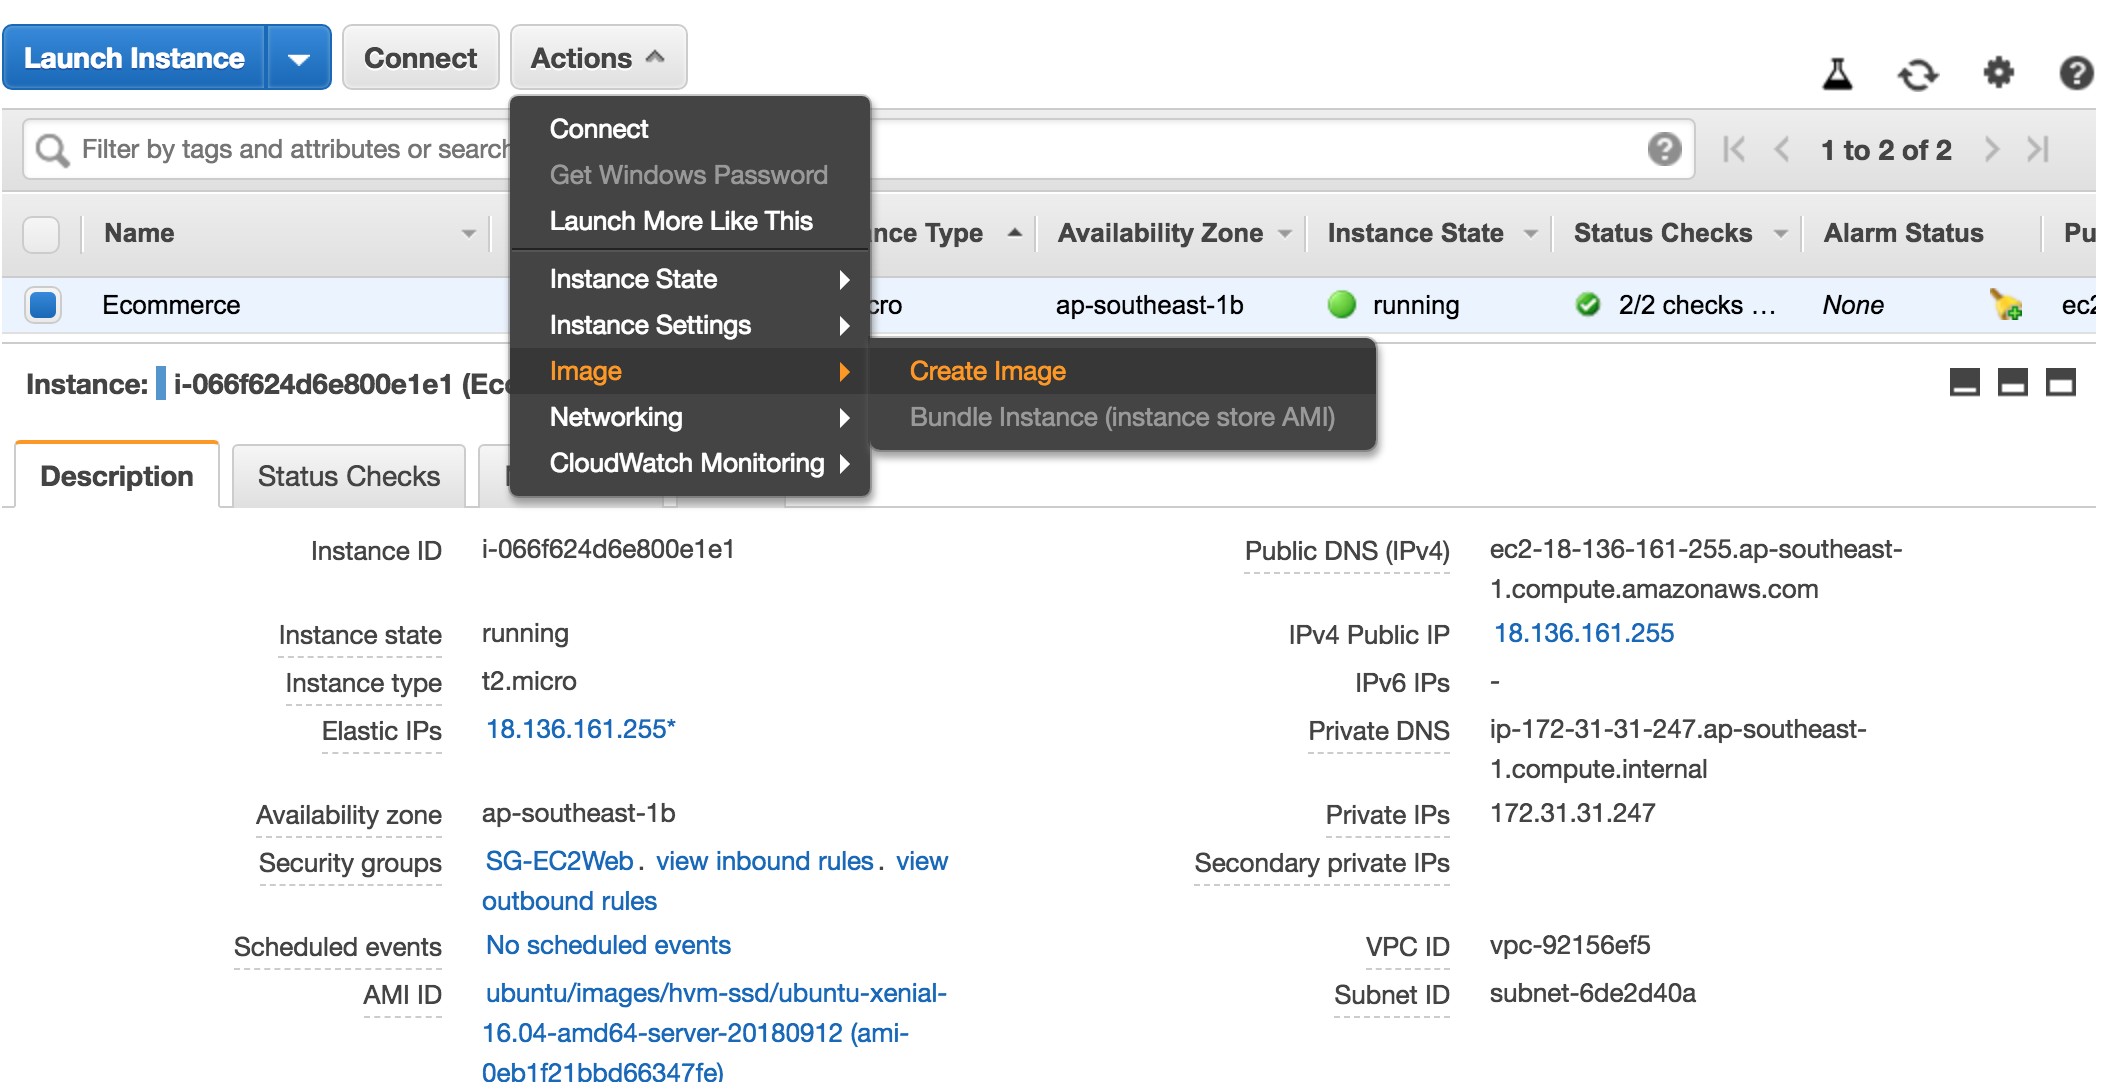 Launch Instance
Connect
Actions
Filter by tags and attributes or search
1 to 2 of 2
Connect
Get Windows Password
Launch More Like This
Instance State
Instance Settings
Image
Networking
CloudWatch Monitoring
Create Image
Bundle Instance (instance store AMI)
Name
Type
Availability Zone
Instance State
Status Checks
Alarm Status
Ecommerce
ap-southeast-1b
running
2/2 checks ...
None
Instance: i-066f624d6e800e1e1
Description
Status Checks
Instance ID
i-066f624d6e800e1e1
Instance state
running
Instance type
t2.micro
Elastic IPs
18.136.161.255*
Availability zone
ap-southeast-1b
Security groups
SG-EC2Web. view inbound rules. view
outbound rules
Scheduled events
No scheduled events
AMI ID
ubuntu/images/hvm-ssd/ubuntu-xenial-
16.04-amd64-server-20180912 (ami-
0eb1f21bbd66347fe)
Public DNS (IPv4)
ec2-18-136-161-255.ap-southeast-
1.compute.amazonaws.com
IPv4 Public IP
18.136.161.255
IPv6 IPs
-
Private DNS
ip-172-31-31-247.ap-southeast-
1.compute.internal
Private IPs
172.31.31.247
Secondary private IPs
VPC ID
vpc-92156ef5
Subnet ID
subnet-6de2d40a